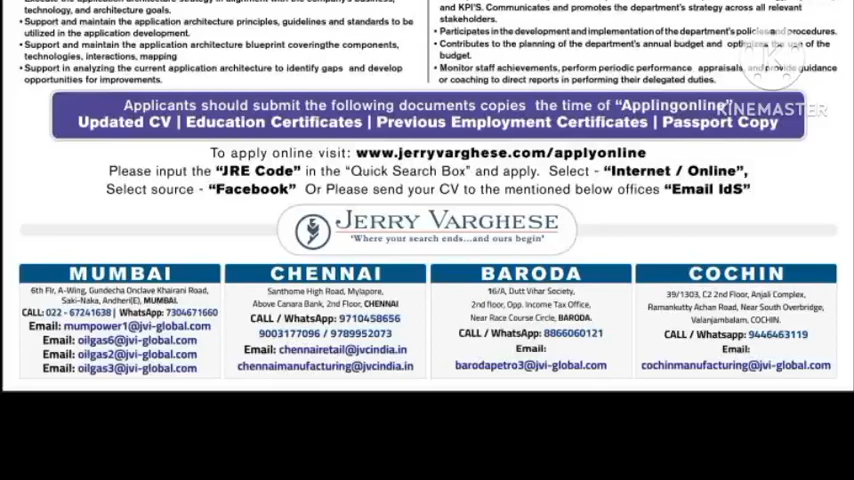 technology, and architecture goals.
• Support and maintain the application architecture principles, guidelines and standards to be
utilized in the application development.
• Support and maintain the application architecture blueprint coveringthe components,
technologies, interactions, mapping
• Support in analyzing the current application architecture to identify gaps and develop
opportunities for improvements.
and KPI'S. Communicates and promotes the department's strategy across all relevant
stakeholders.
• Participates in the development and implementation of the department's policies and procedures.
• Contributes to the planning of the department's annual budget and optimizes the use of the
budget.
• Monitor staff achievements, perform periodic performance appraisals, and provide guidance
or coaching to direct reports in performing their delegated duties.
KINEMASTER
Applicants should submit the following documents copies the time of "Applingonline"
Updated CV | Education Certificates | Previous Employment Certificates | Passport Copy
To apply online visit: www.jerryvarghese.com/applyonline
Please input the "JRE Code" in the "Quick Search Box" and apply. Select - "Internet / Online",
Select source - "Facebook" Or Please send your CV to the mentioned below offices "Email IdS"
JERRY VARGHESE
"Where your search ends...and ours begin"
MUMBAI
6th Flr, A-Wing, Gundecha Onclave Khairani Road,
Saki-Naka, Andheri(E), MUMBAI.
CALL: 022 - 67241638 | WhatsApp: 7304671660
Email: mumpower1@jvi-global.com
Email: oilgas6@jvi-global.com
Email: oilgas2@jvi-global.com
Email: oilgas3@jvi-global.com
CHENNAI
Santhome High Road, Mylapore,
Above Canara Bank, 2nd Floor, CHENNAI
CALL / WhatsApp: 9710458656
9003177096 / 9789952073
Email: chennairetail@jvcindia.in
chennaimanufacturing@jvcindia.in
BARODA
16/A, Dutt Vihar Society,
2nd floor, Opp. Income Tax Office,
Near Race Course Circle, BARODA.
CALL / WhatsApp: 8866060121
Email:
barodapetro3@jvi-global.com
COCHIN
39/1303, C2 2nd Floor, Anjali Complex,
Ramankutty Achan Road, Near South Overbridge,
Valanjambalam, COCHIN.
CALL / Whatsapp: 9446463119
Email:
cochinmanufacturing@jvi-global.com